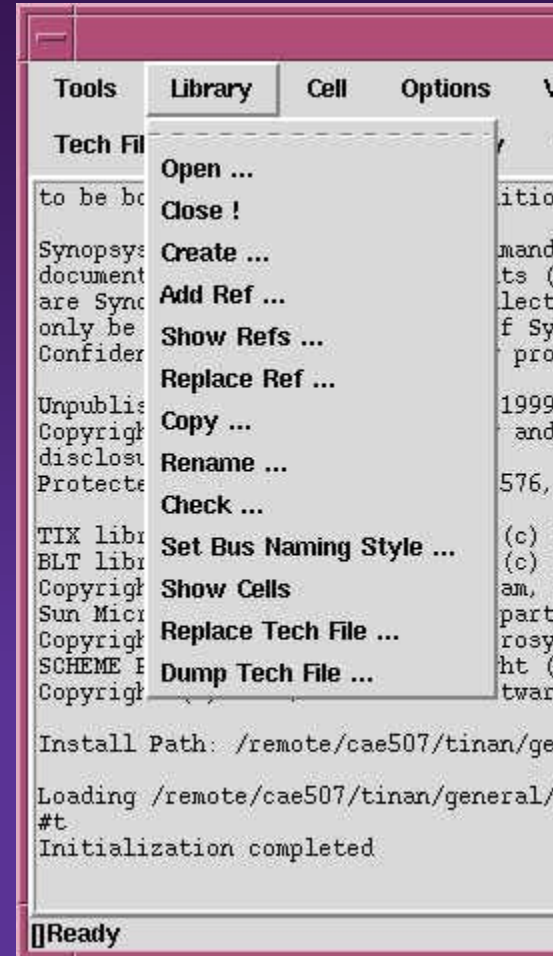 Tools Library Cell Options
Tech Fil
Open ...
Close !
Create ...
Add Ref ...
Show Refs ...
Replace Ref ...
Copy ...
Rename ...
Check ...
Set Bus Naming Style ...
Show Cells
Replace Tech File ...
Dump Tech File ...
to be bo itio
Synopsys mand
document ts (
are Syno lect
only be f Sy
Confiden pro
Unpublis 1999
Copyrigh and
disclosu
Protecte 576,
TIX libr (c)
BLT libr (c)
Copyrigh am,
Sun Micr part
Copyrigh rosy
SCHEME ht (
Copyrigh twar
Install Path: /remote/cae507/tinan/ge
Loading /remote/cae507/tinan/general/
#t
Initialization completed
[]Ready